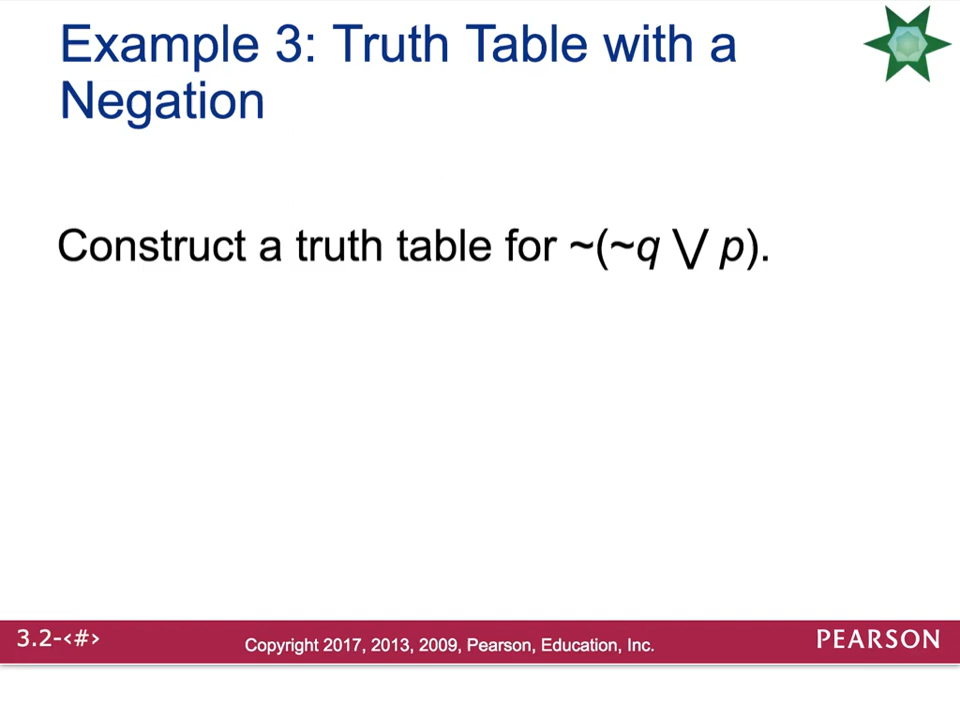 Example 3: Truth Table with a
Negation
Construct a truth table for ~(~q ⋁ p).
3.2-‹#›
Copyright 2017, 2013, 2009, Pearson, Education, Inc.
PEARSON